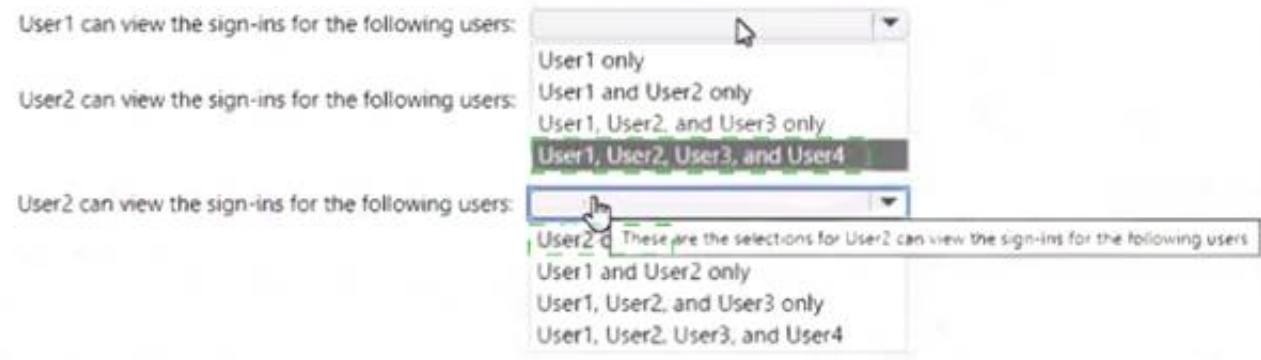 User1 can view the sign-ins for the following users:
User1 only
User1 and User2 only
User2 can view the sign-ins for the following users:
User1, User2, and User3 only
User1, User2, User3, and User4
User2 can view the sign-ins for the following users:
User2
These are the selections for User2 can view the sign-ins for the following users
User1 and User2 only
User1, User2, and User3 only
User1, User2, User3, and User4